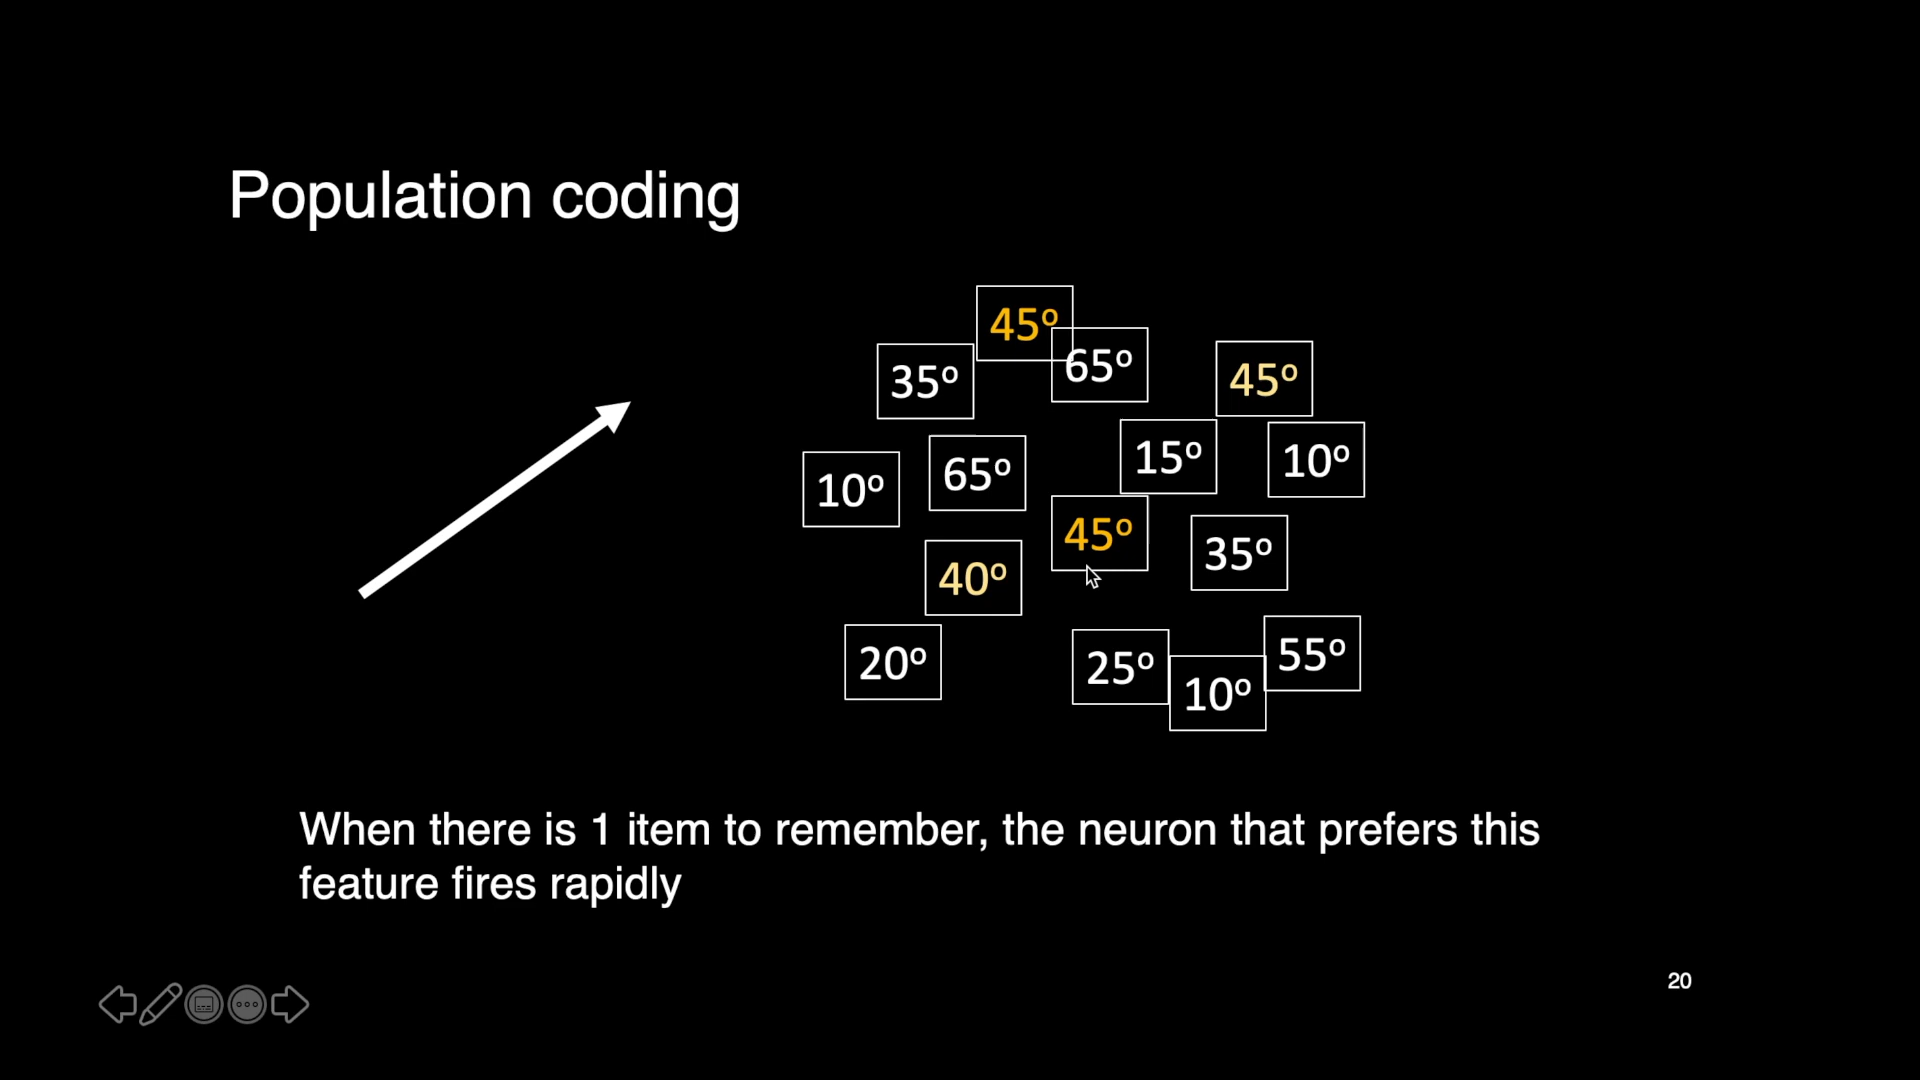 Population coding
45º
65º
35º
45º
15º
10º
65º
10º
45º
35º
40º
20º
25º
10º
55º
When there is 1 item to remember, the neuron that prefers this
feature fires rapidly
20